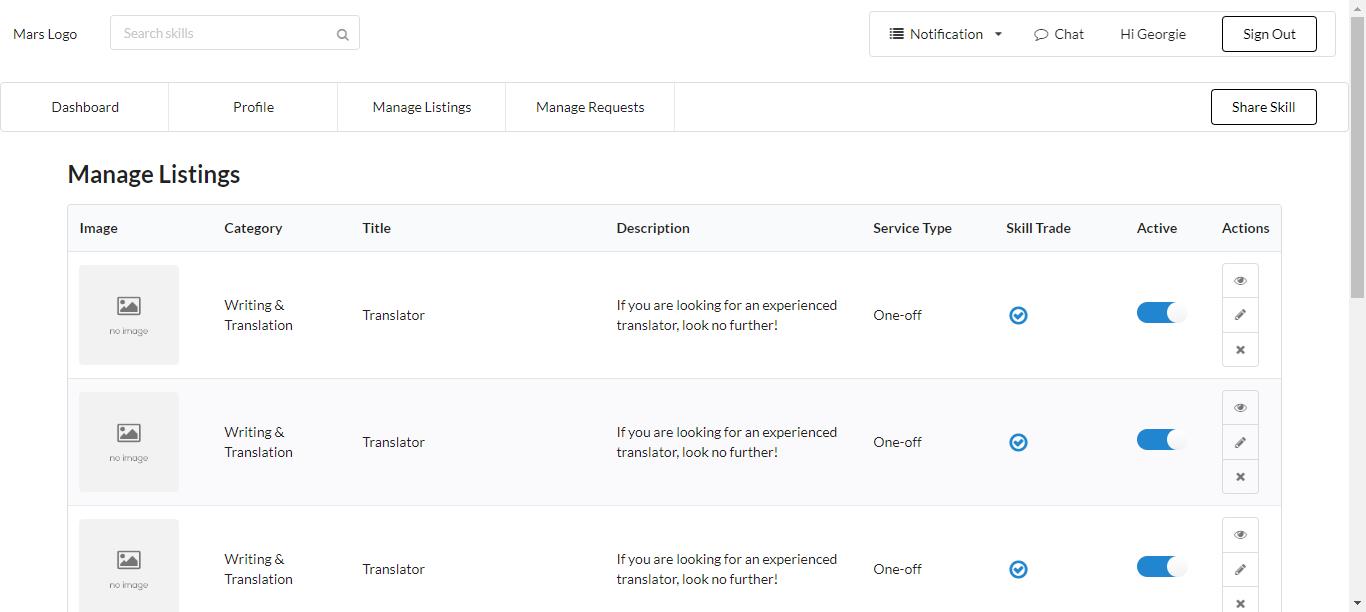 Mars Logo
Search skills
Notification
Chat
Hi Georgie
Sign Out
Dashboard
Profile
Manage Listings
Manage Requests
Share Skill
Manage Listings
Image Category Title Description Service Type Skill Trade Active Actions
no image
Writing &
Translation
Translator
If you are looking for an experienced
translator, look no further!
One-off
no image
Writing &
Translation
Translator
If you are looking for an experienced
translator, look no further!
One-off
no image
Writing &
Translation
Translator
If you are looking for an experienced
translator, look no further!
One-off